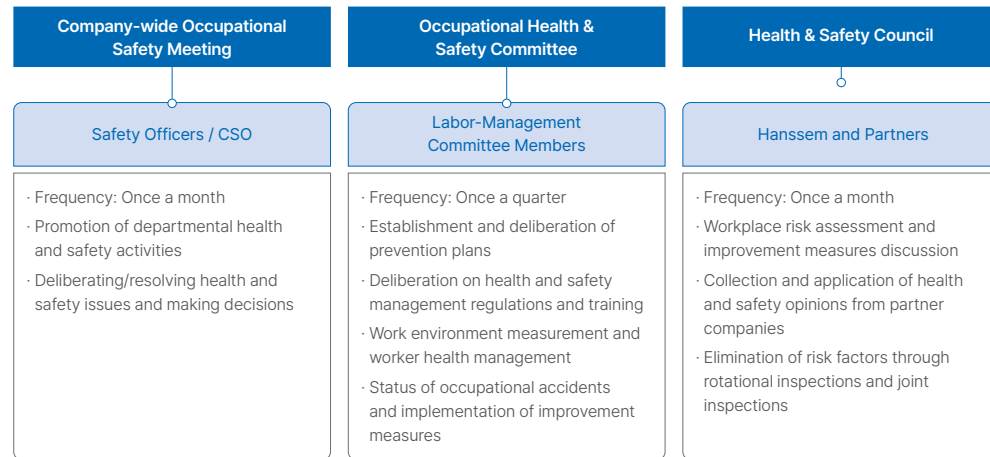 Company-wide Occupational
Safety Meeting
Safety Officers / CSO
· Frequency: Once a month
· Promotion of departmental health
and safety activities
· Deliberating/resolving health and
safety issues and making decisions
Occupational Health &
Safety Committee
Labor-Management
Committee Members
· Frequency: Once a quarter
· Establishment and deliberation of
prevention plans
· Deliberation on health and safety
management regulations and training
· Work environment measurement and
worker health management
· Status of occupational accidents
and implementation of improvement
measures
Health & Safety Council
Hanssem and Partners
· Frequency: Once a month
· Workplace risk assessment and
improvement measures discussion
· Collection and application of health
and safety opinions from partner
companies
· Elimination of risk factors through
rotational inspections and joint
inspections